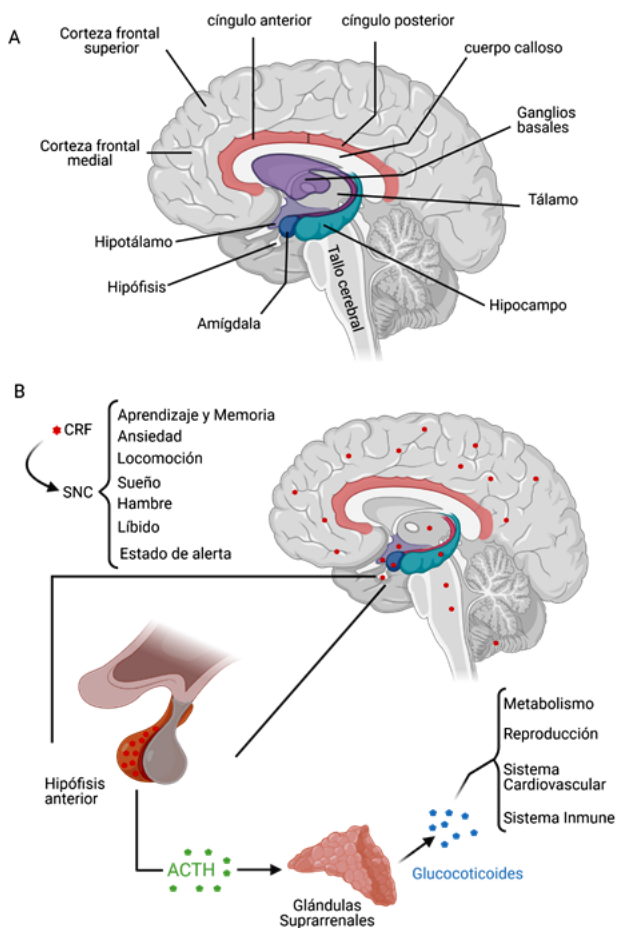 A
Corteza frontal
superior
cíngulo anterior
cíngulo posterior
cuerpo calloso
Ganglios
basales
Corteza frontal
medial
Tálamo
Hipotálamo
Hipófisis
Amígdala
Tallo cerebral
Hipocampo
B
CRF
SNC
Aprendizaje y Memoria
Ansiedad
Locomoción
Sueño
Hambre
Líbido
Estado de alerta
Hipófisis
anterior
ACTH
Glándulas
Suprarrenales
Glucocoticoides
Metabolismo
Reproducción
Sistema
Cardiovascular
Sistema Inmune